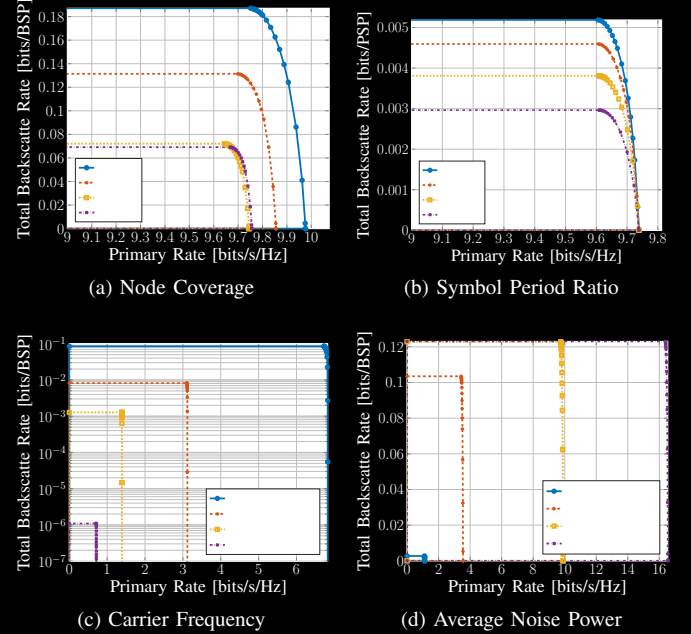 Total Backscatte Rate [bits/BSP]
0.18
0.16
0.14
0.12
0.1
0.08
0.06
0.04
0.02
0
9 9.1 9.2 9.3 9.4 9.5 9.6 9.7 9.8 9.9 10
Primary Rate [bits/s/Hz]
(a) Node Coverage
Total Backscatte Rate [bits/PSP]
0.005
0.004
0.003
0.002
0.001
0
9 9.1 9.2 9.3 9.4 9.5 9.6 9.7 9.8
Primary Rate [bits/s/Hz]
(b) Symbol Period Ratio
Total Backscatte Rate [bits/BSP]
10⁻¹
10⁻²
10⁻³
10⁻⁴
10⁻⁵
10⁻⁶
10⁻⁷
0 1 2 3 4 5 6
Primary Rate [bits/s/Hz]
(c) Carrier Frequency
Total Backscatte Rate [bits/BSP]
0.12
0.1
0.08
0.06
0.04
0.02
0
0 2 4 6 8 10 12 14 16
Primary Rate [bits/s/Hz]
(d) Average Noise Power